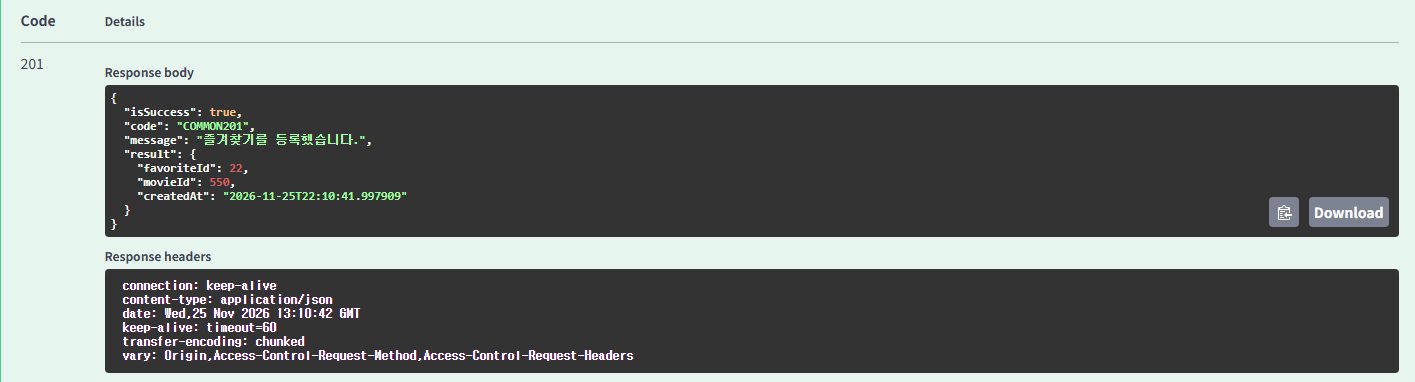 Code Details
201
Response body
{
"isSuccess": true,
"code": "COMMON201",
"message": "즐겨찾기를 등록했습니다.",
"result": {
"favoriteId": 22,
"movieId": 550,
"createdAt": "2026-11-25T22:10:41.997909"
}
}
Download
Response headers
connection: keep-alive
content-type: application/json
date: Wed,25 Nov 2026 13:10:42 GMT
keep-alive: timeout=60
transfer-encoding: chunked
vary: Origin,Access-Control-Request-Method,Access-Control-Request-Headers